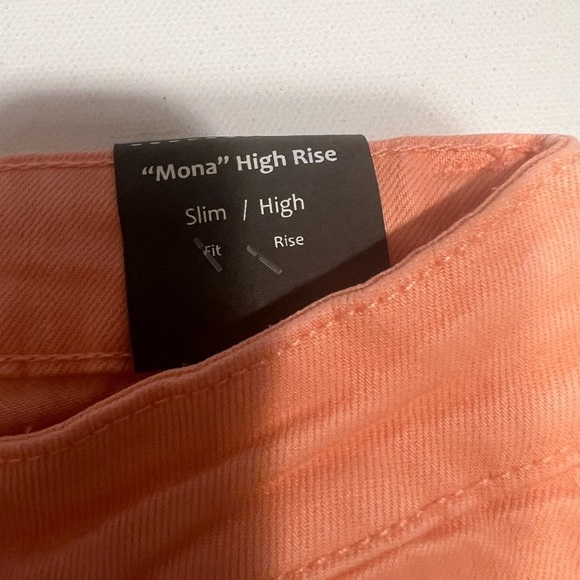 “Mona” High Rise
Slim / High
Fit Rise